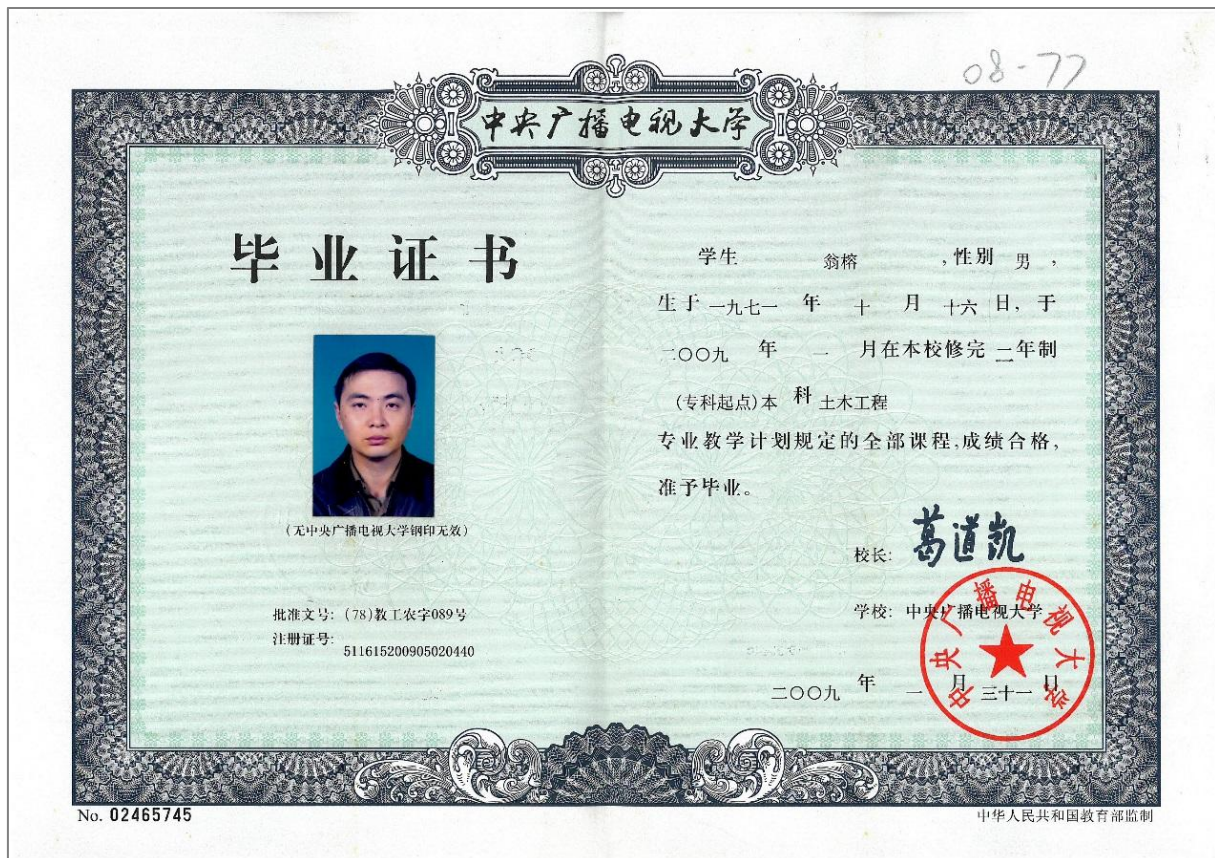 08-77
中央广播电视大学
毕业证书
(无中央广播电视大学钢印无效)
批准文号: (78)教工农字089号
注册证号:
511615200905020440
学生 翁榕 ,性别 男 ,
生于 一九七一 年 十 月 十六 日, 于
二〇〇九 年 一 月在本校修完 二年制
(专科起点)本 科 土木工程
专业教学计划规定的全部课程,成绩合格,
准予毕业。
校长: 葛道凯
学校: 中央广播电视大学
中央广播电视大学
二〇〇九 年 一 月 三十一 日
No. 02465745
中华人民共和国教育部监制